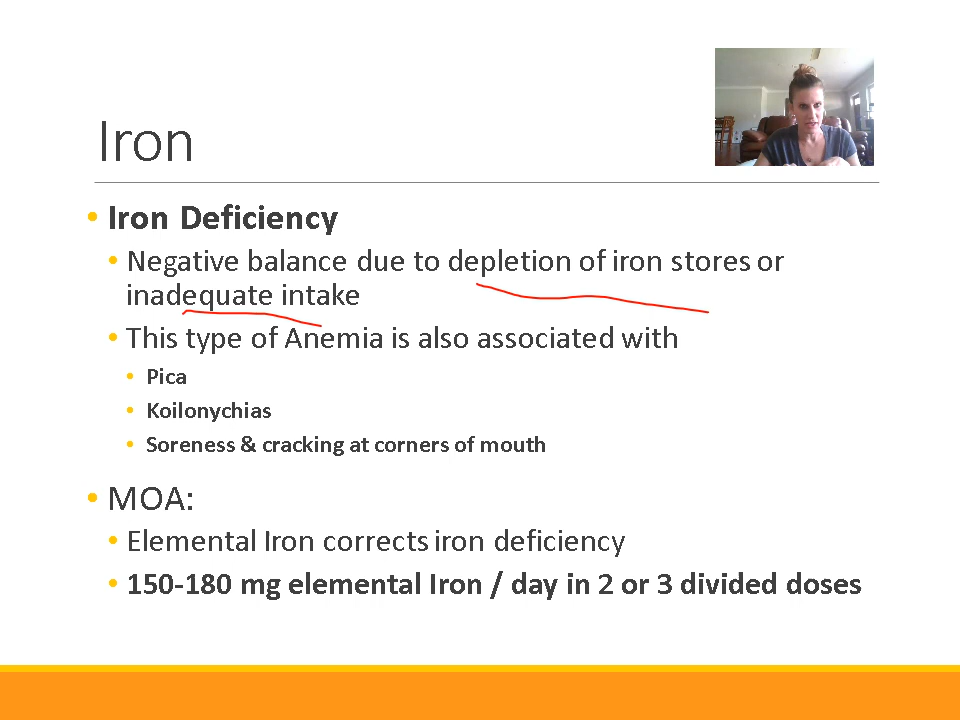 Iron
• Iron Deficiency
• Negative balance due to depletion of iron stores or
inadequate intake
• This type of Anemia is also associated with
• Pica
• Koilonychias
• Soreness & cracking at corners of mouth
• MOA:
• Elemental Iron corrects iron deficiency
• 150-180 mg elemental Iron / day in 2 or 3 divided doses